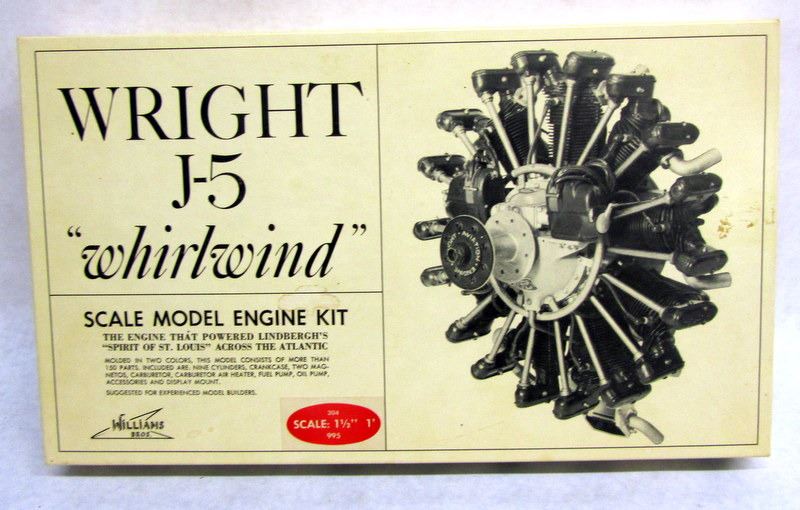 WRIGHT
J-5
"whirlwind"
SCALE MODEL ENGINE KIT
THE ENGINE THAT POWERED LINDBERGH'S
"SPIRIT OF ST. LOUIS" ACROSS THE ATLANTIC
MOLDED IN TWO COLORS, THIS MODEL CONSISTS OF MORE THAN
150 PARTS. INCLUDED ARE: NINE CYLINDERS, CRANKCASE, TWO MAG-
NETOS, CARBURETOR, CARBURETOR AIR HEATER, FUEL PUMP, OIL PUMP,
ACCESSORIES AND DISPLAY MOUNT.
SUGGESTED FOR EXPERIENCED MODEL BUILDERS.
WILLIAMS
BROS.
204
SCALE: 1½" 1'
995
AVIATION